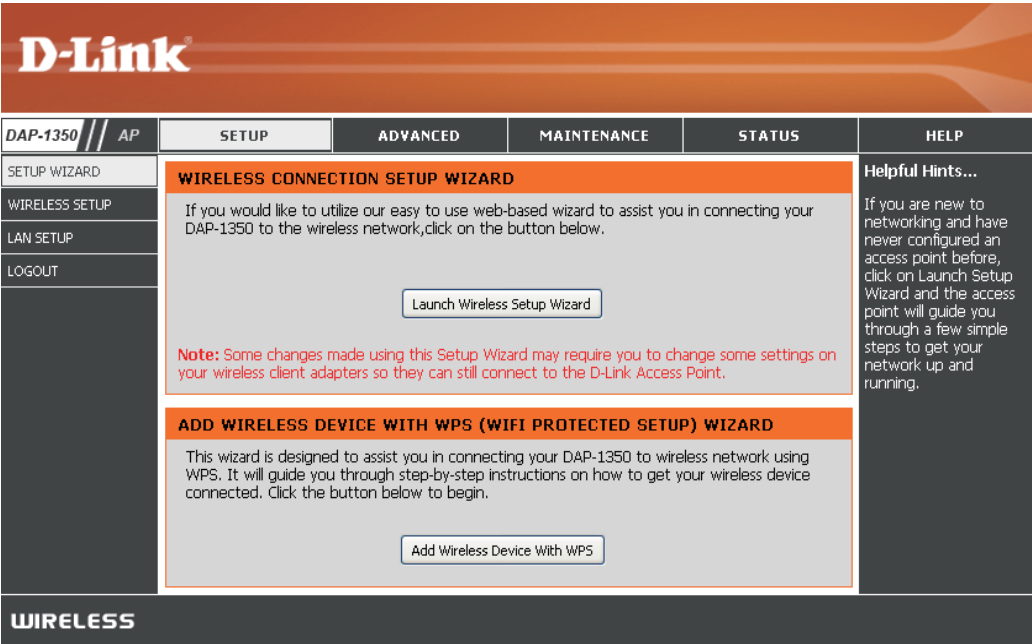 D-Link®
DAP-1350 // AP
SETUP
ADVANCED
MAINTENANCE
STATUS
HELP
SETUP WIZARD
WIRELESS SETUP
LAN SETUP
LOGOUT
WIRELESS CONNECTION SETUP WIZARD
If you would like to utilize our easy to use web-based wizard to assist you in connecting your
DAP-1350 to the wireless network,click on the button below.
Launch Wireless Setup Wizard
Note: Some changes made using this Setup Wizard may require you to change some settings on
your wireless client adapters so they can still connect to the D-Link Access Point.
ADD WIRELESS DEVICE WITH WPS (WIFI PROTECTED SETUP) WIZARD
This wizard is designed to assist you in connecting your DAP-1350 to wireless network using
WPS. It will guide you through step-by-step instructions on how to get your wireless device
connected. Click the button below to begin.
Add Wireless Device With WPS
Helpful Hints...
If you are new to
networking and have
never configured an
access point before,
click on Launch Setup
Wizard and the access
point will guide you
through a few simple
steps to get your
network up and
running.
WIRELESS